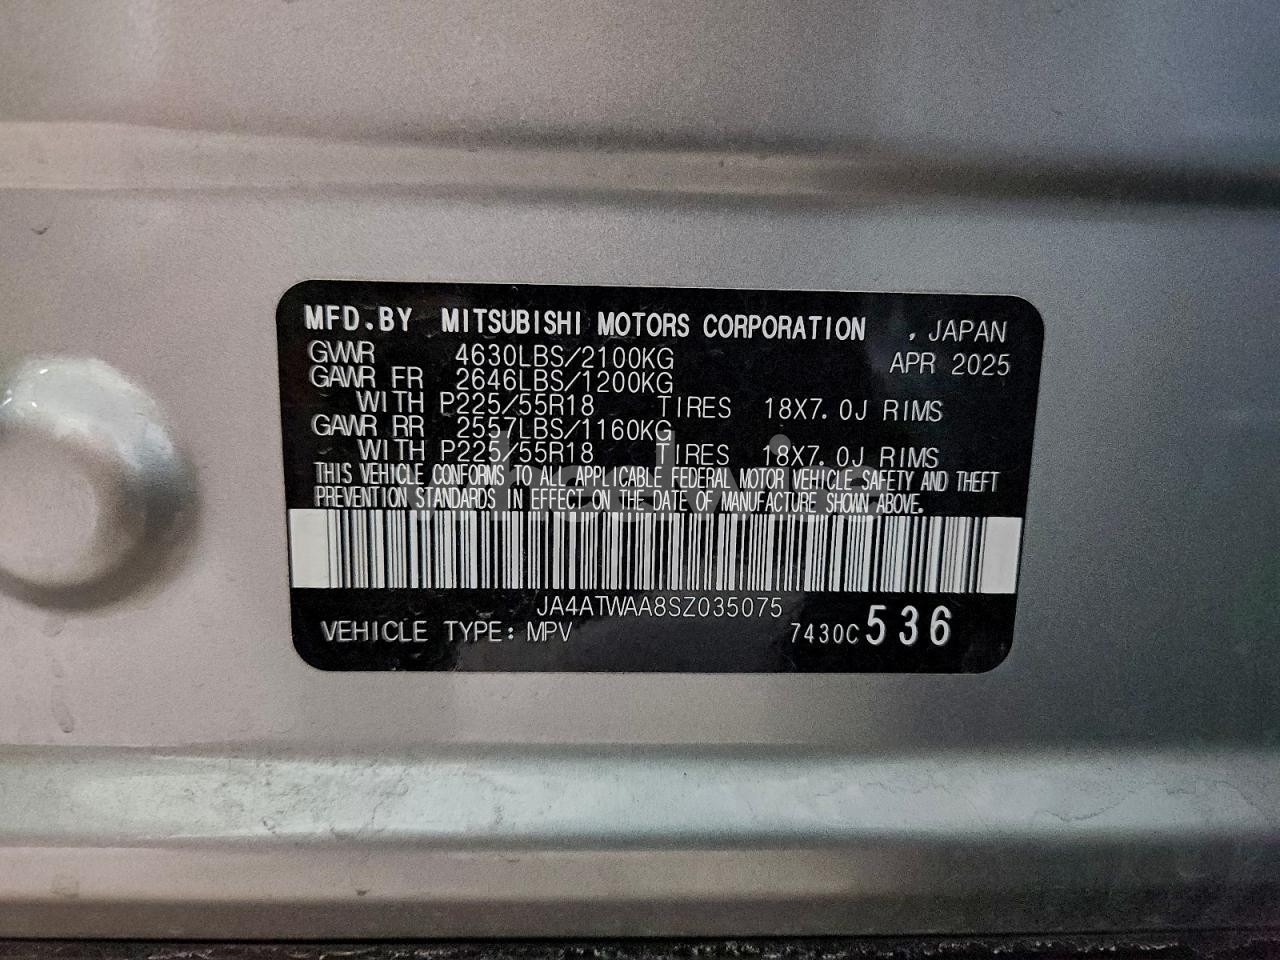 MFD.BY MITSUBISHI MOTORS CORPORATION , JAPAN
GVWR 4630LBS/2100KG APR 2025
GAWR FR 2646LBS/1200KG
WITH P225/55R18 TIRES 18X7.0J RIMS
GAWR RR 2557LBS/1160KG
WITH P225/55R18 TIRES 18X7.0J RIMS
THIS VEHICLE CONFORMS TO ALL APPLICABLE FEDERAL MOTOR VEHICLE SAFETY AND THEFT
PREVENTION STANDARDS IN EFFECT ON THE DATE OF MANUFACTURE SHOWN ABOVE.
JA4ATWAA8SZ035075
VEHICLE TYPE: MPV 7430C 536